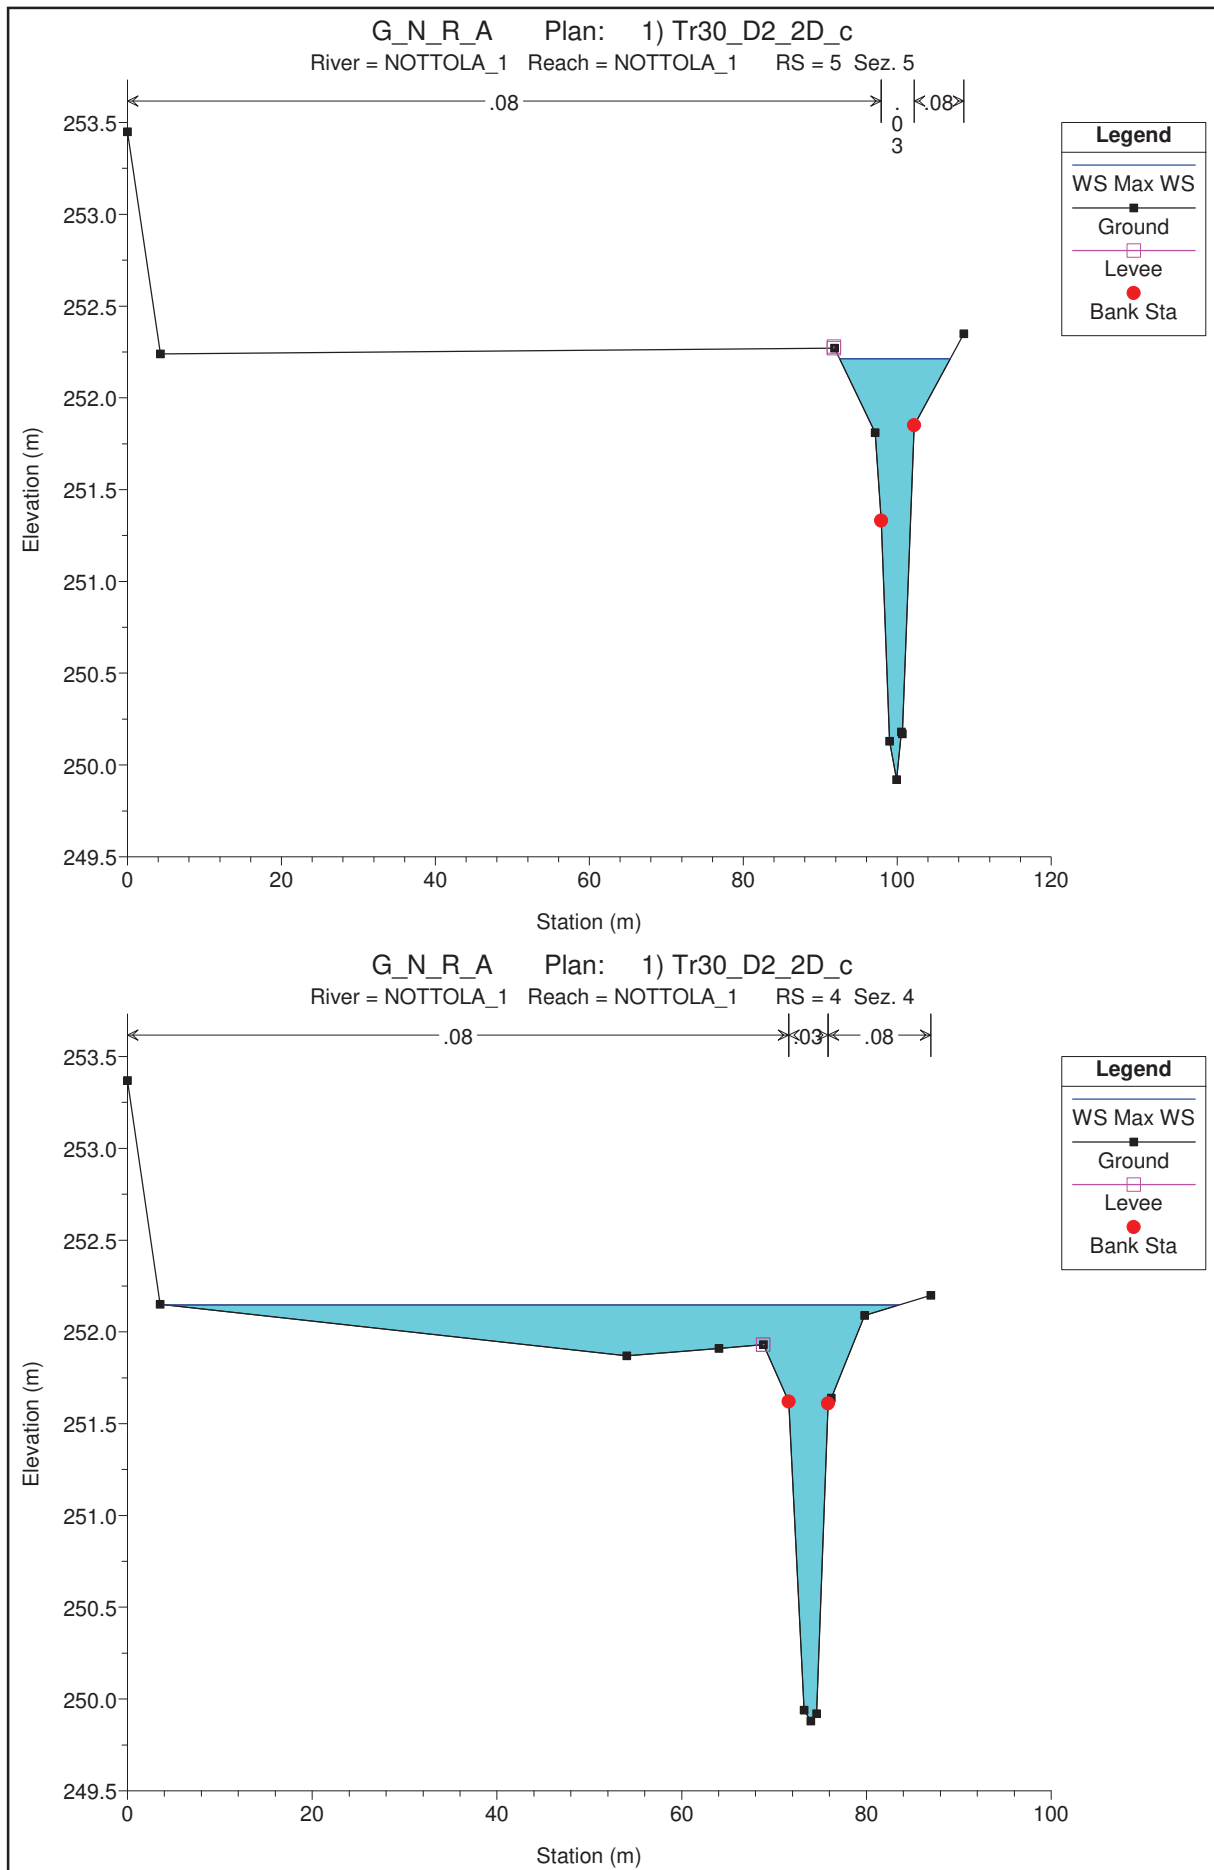 G_N_R_A Plan: 1) Tr30_D2_2D_c
River = NOTTOLA_1 Reach = NOTTOLA_1 RS = 5 Sez. 5
.08
.03
.08
253.5
253.0
252.5
252.0
251.5
251.0
250.5
250.0
249.5
Elevation (m)
0 20 40 60 80 100 120
Station (m)
Legend
WS Max WS
Ground
Levee
Bank Sta
G_N_R_A Plan: 1) Tr30_D2_2D_c
River = NOTTOLA_1 Reach = NOTTOLA_1 RS = 4 Sez. 4
.08 .03 .08
253.5
253.0
252.5
252.0
251.5
251.0
250.5
250.0
249.5
Elevation (m)
0 20 40 60 80 100
Station (m)
Legend
WS Max WS
Ground
Levee
Bank Sta